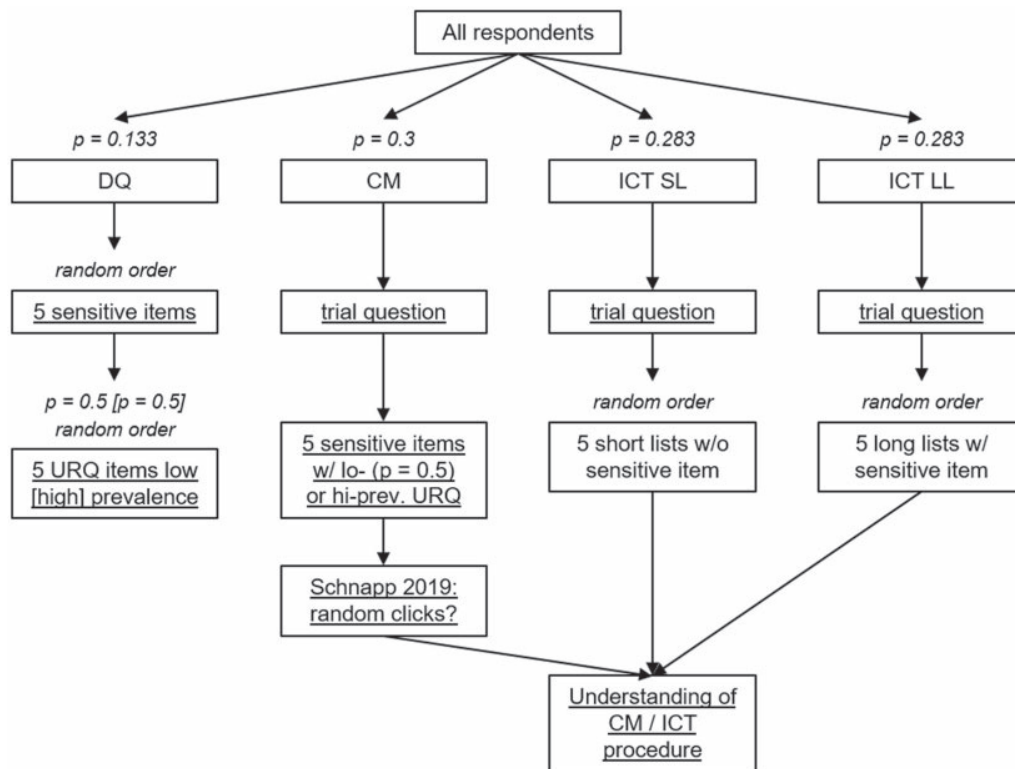 All respondents
p = 0.133
p = 0.3
p = 0.283
p = 0.283
DQ
CM
ICT SL
ICT LL
random order
5 sensitive items
trial question
trial question
trial question
p = 0.5 [p = 0.5]
random order
random order
random order
5 URQ items low
[high] prevalence
5 sensitive items
w/ lo- (p = 0.5)
or hi-prev. URQ
5 short lists w/o
sensitive item
5 long lists w/
sensitive item
Schnapp 2019:
random clicks?
Understanding of
CM / ICT
procedure